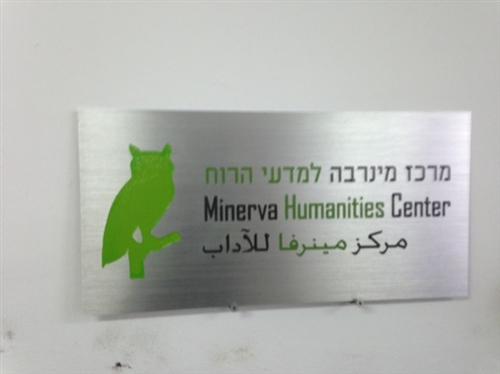 מרכז מינרבה למדעי הרוח
Minerva Humanities Center
مركز مينرفا للآداب